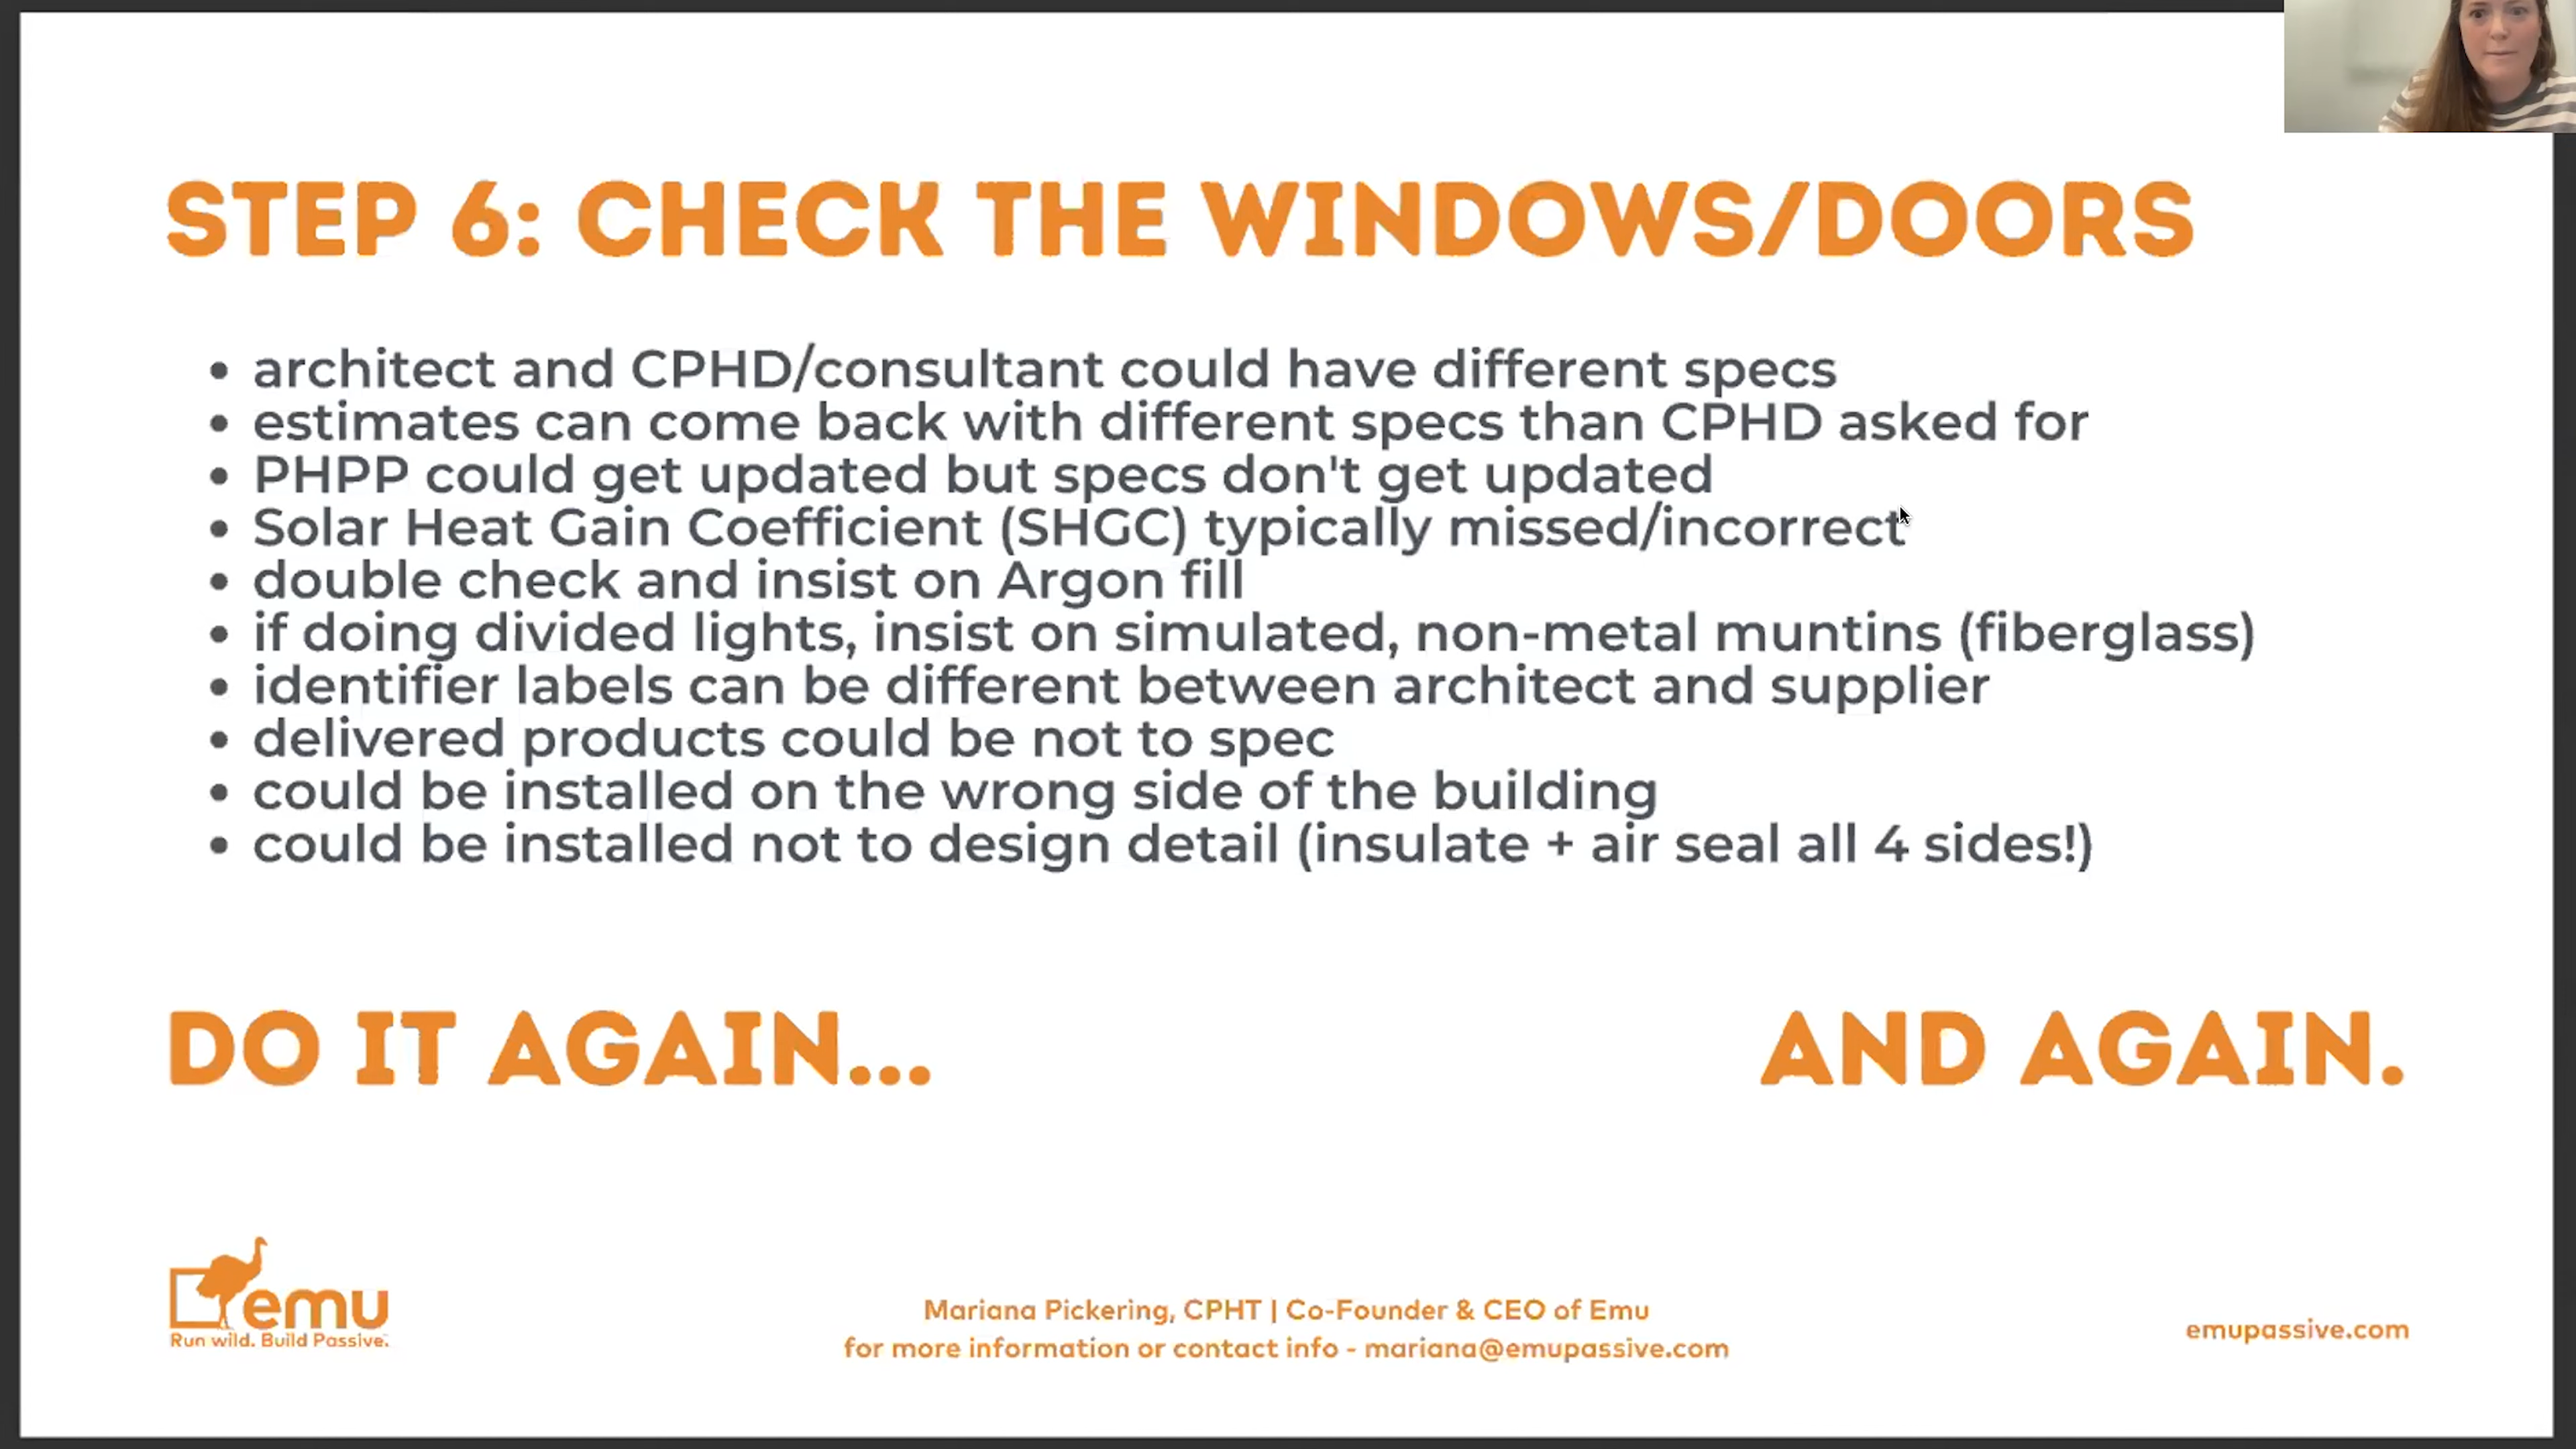 STEP 6: CHECK THE WINDOWS/DOORS
• architect and CPHD/consultant could have different specs
• estimates can come back with different specs than CPHD asked for
• PHPP could get updated but specs don't get updated
• Solar Heat Gain Coefficient (SHGC) typically missed/incorrect
• double check and insist on Argon fill
• if doing divided lights, insist on simulated, non-metal muntins (fiberglass)
• identifier labels can be different between architect and supplier
• delivered products could be not to spec
• could be installed on the wrong side of the building
• could be installed not to design detail (insulate + air seal all 4 sides!)
DO IT AGAIN...
AND AGAIN.
emu
Run wild. Build Passive.
Mariana Pickering, CPHT | Co-Founder & CEO of Emu
for more information or contact info - mariana@emupassive.com
emupassive.com